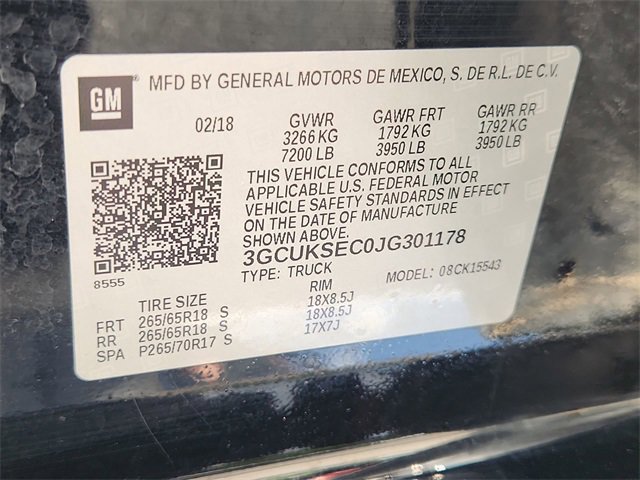 GM ® MFD BY GENERAL MOTORS DE MEXICO, S. DE R.L. DE C.V.
02/18 GVWR GAWR FRT GAWR RR
3266 KG 1792 KG 1792 KG
7200 LB 3950 LB 3950 LB
THIS VEHICLE CONFORMS TO ALL
APPLICABLE U.S. FEDERAL MOTOR
VEHICLE SAFETY STANDARDS IN EFFECT
ON THE DATE OF MANUFACTURE
SHOWN ABOVE.
3GCUKSEC0JG301178
8555 TYPE: TRUCK MODEL: 08CK15543
TIRE SIZE RIM
FRT 265/65R18 S 18X8.5J
RR 265/65R18 S 18X8.5J
SPA P265/70R17 S 17X7J